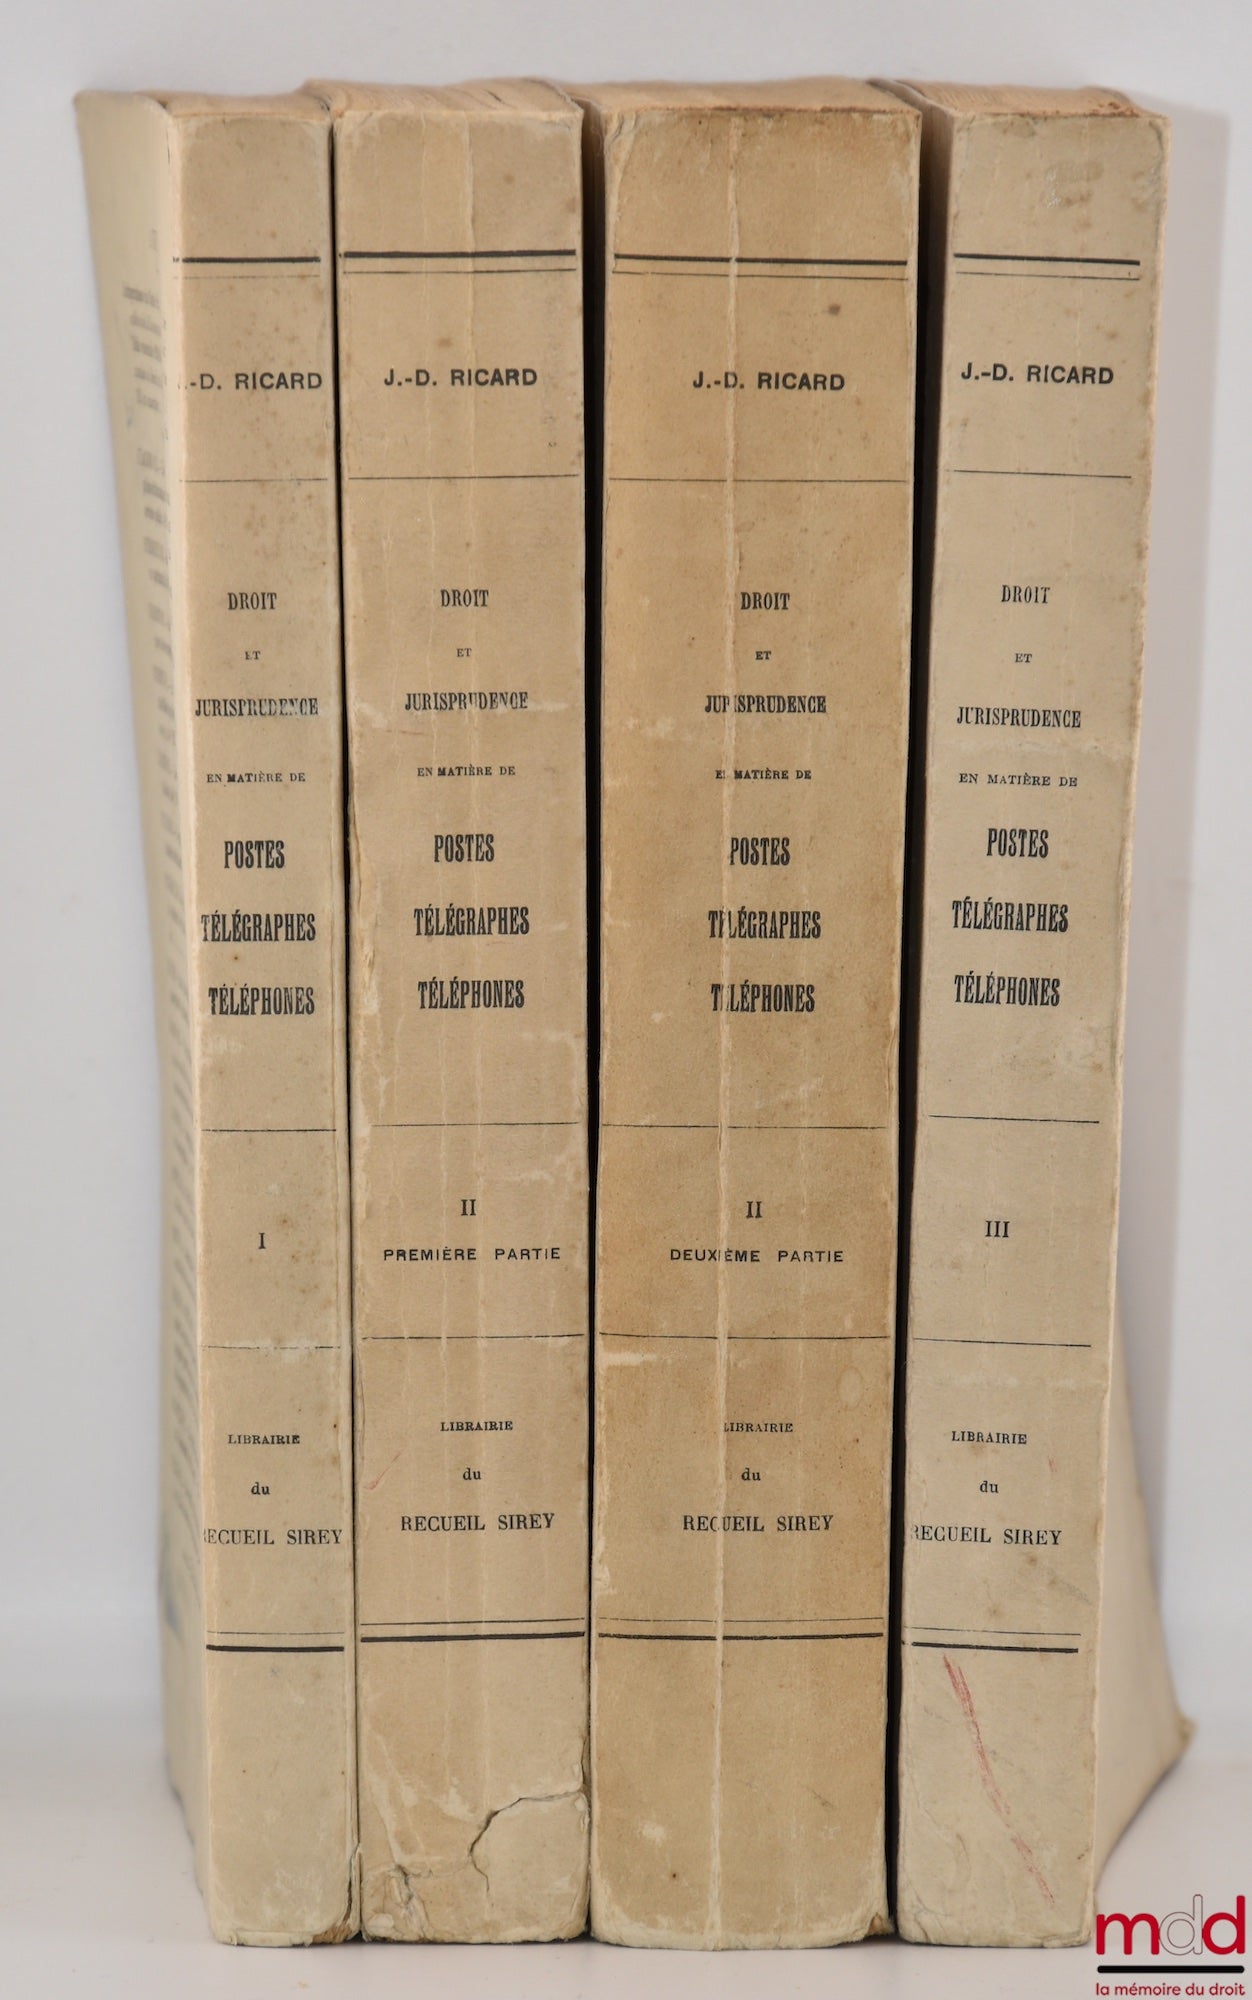 .-D. RICARD
DROIT
ET
JURISPRUDENCE
EN MATIÈRE DE
POSTES
TÉLÉGRAPHES
TÉLÉPHONES
I
LIBRAIRIE
du
RECUEIL SIREY
J.-D. RICARD
DROIT
ET
JURISPRUDENCE
EN MATIÈRE DE
POSTES
TÉLÉGRAPHES
TÉLÉPHONES
II
PREMIÈRE PARTIE
LIBRAIRIE
du
RECUEIL SIREY
J.-D. RICARD
DROIT
ET
JURISPRUDENCE
EN MATIÈRE DE
POSTES
TÉLÉGRAPHES
TÉLÉPHONES
II
DEUXIÈME PARTIE
LIBRAIRIE
du
RECUEIL SIREY
J.-D. RICARD
DROIT
ET
JURISPRUDENCE
EN MATIÈRE DE
POSTES
TÉLÉGRAPHES
TÉLÉPHONES
III
LIBRAIRIE
du
RECUEIL SIREY
mdd
la mémoire du droit